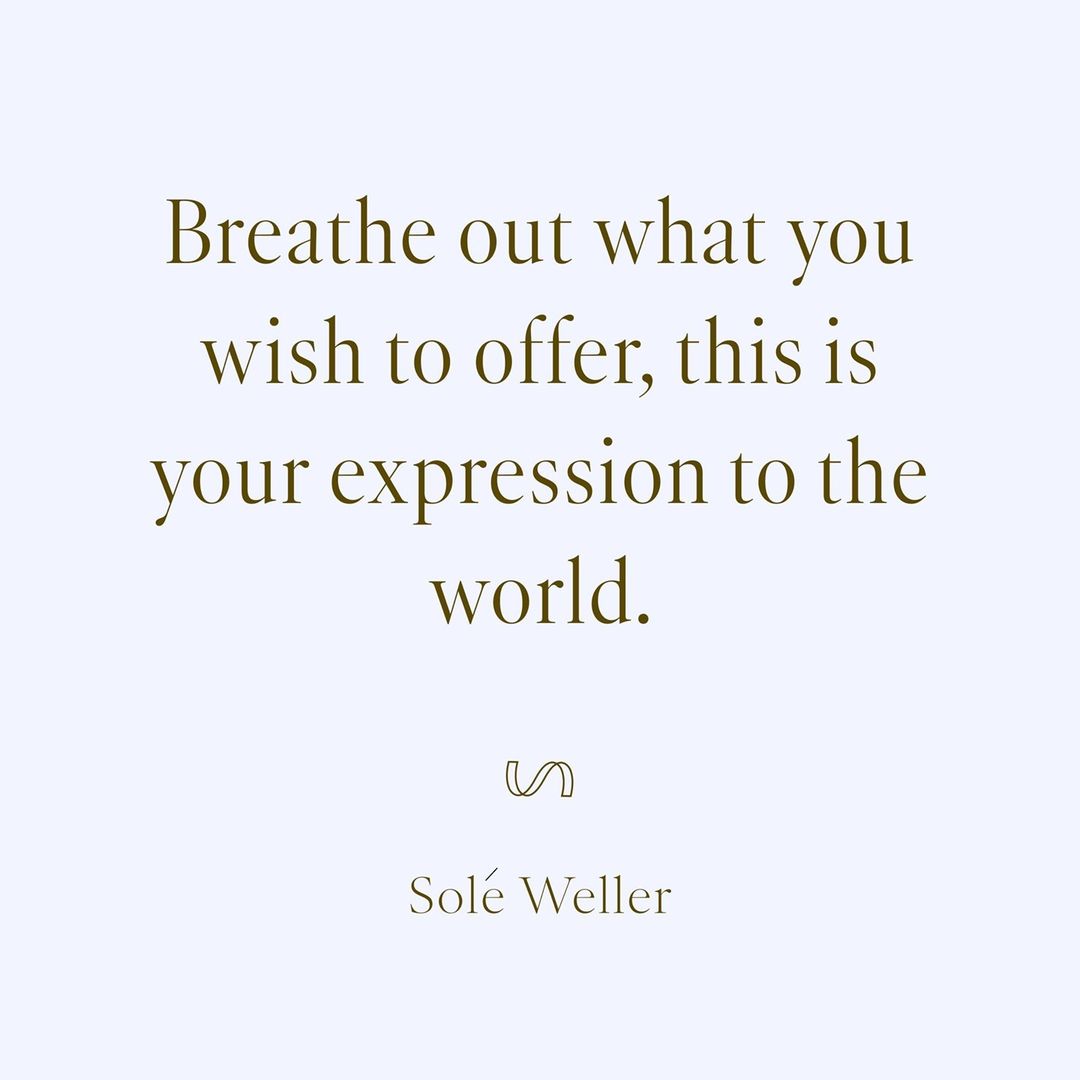 Breathe out what you
wish to offer, this is
your expression to the
world.
Solé Weller